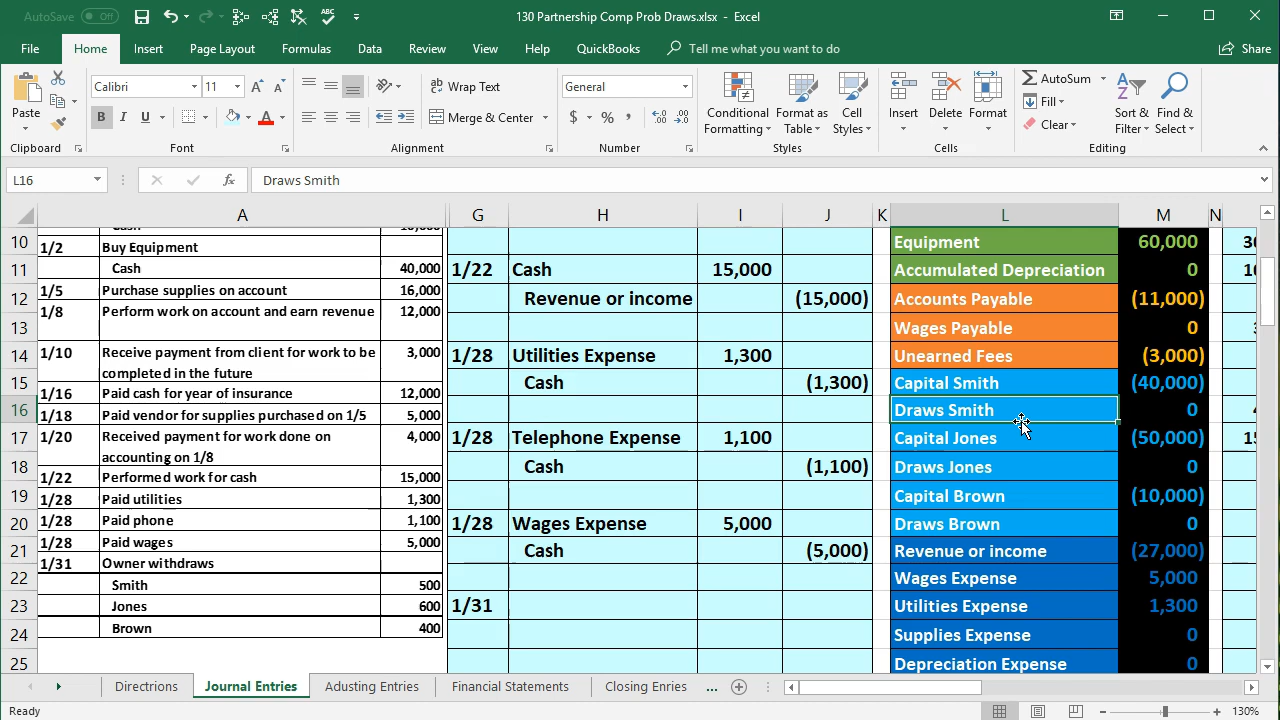 AutoSave Off 130 Partnership Comp Prob Draws.xlsx - Excel
File Home Insert Page Layout Formulas Data Review View Help QuickBooks Tell me what you want to do Share
Calibri 11 Wrap Text General AutoSum
Paste B I U Merge & Center $ % Conditional Formatting Format as Table Cell Styles Insert Delete Format Fill Clear Sort & Filter Find & Select
Clipboard Font Alignment Number Styles Cells Editing
L16 fx Draws Smith
A G H I J K L M N
10 Equipment 60,000
1/2 Buy Equipment
11 Cash 40,000 1/22 Cash 15,000 Accumulated Depreciation 0
12 1/5 Purchase supplies on account 16,000 Revenue or income (15,000) Accounts Payable (11,000)
13 1/8 Perform work on account and earn revenue 12,000 Wages Payable 0
14 1/10 Receive payment from client for work to be completed in the future 3,000 1/28 Utilities Expense 1,300 Unearned Fees (3,000)
15 1/16 Paid cash for year of insurance 12,000 Cash (1,300) Capital Smith (40,000)
16 1/18 Paid vendor for supplies purchased on 1/5 5,000 Draws Smith 0
17 1/20 Received payment for work done on accounting on 1/8 4,000 1/28 Telephone Expense 1,100 Capital Jones (50,000)
18 1/22 Performed work for cash 15,000 Cash (1,100) Draws Jones 0
19 1/28 Paid utilities 1,300 Capital Brown (10,000)
20 1/28 Paid phone 1,100 1/28 Wages Expense 5,000 Draws Brown 0
21 1/28 Paid wages 5,000 Cash (5,000) Revenue or income (27,000)
1/31 Owner withdraws
22 Smith 500 Wages Expense 5,000
23 Jones 600 1/31 Utilities Expense 1,300
24 Brown 400 Supplies Expense 0
25 Depreciation Expense 0
Directions Journal Entries Adusting Entries Financial Statements Closing Enries ...
Ready 130%